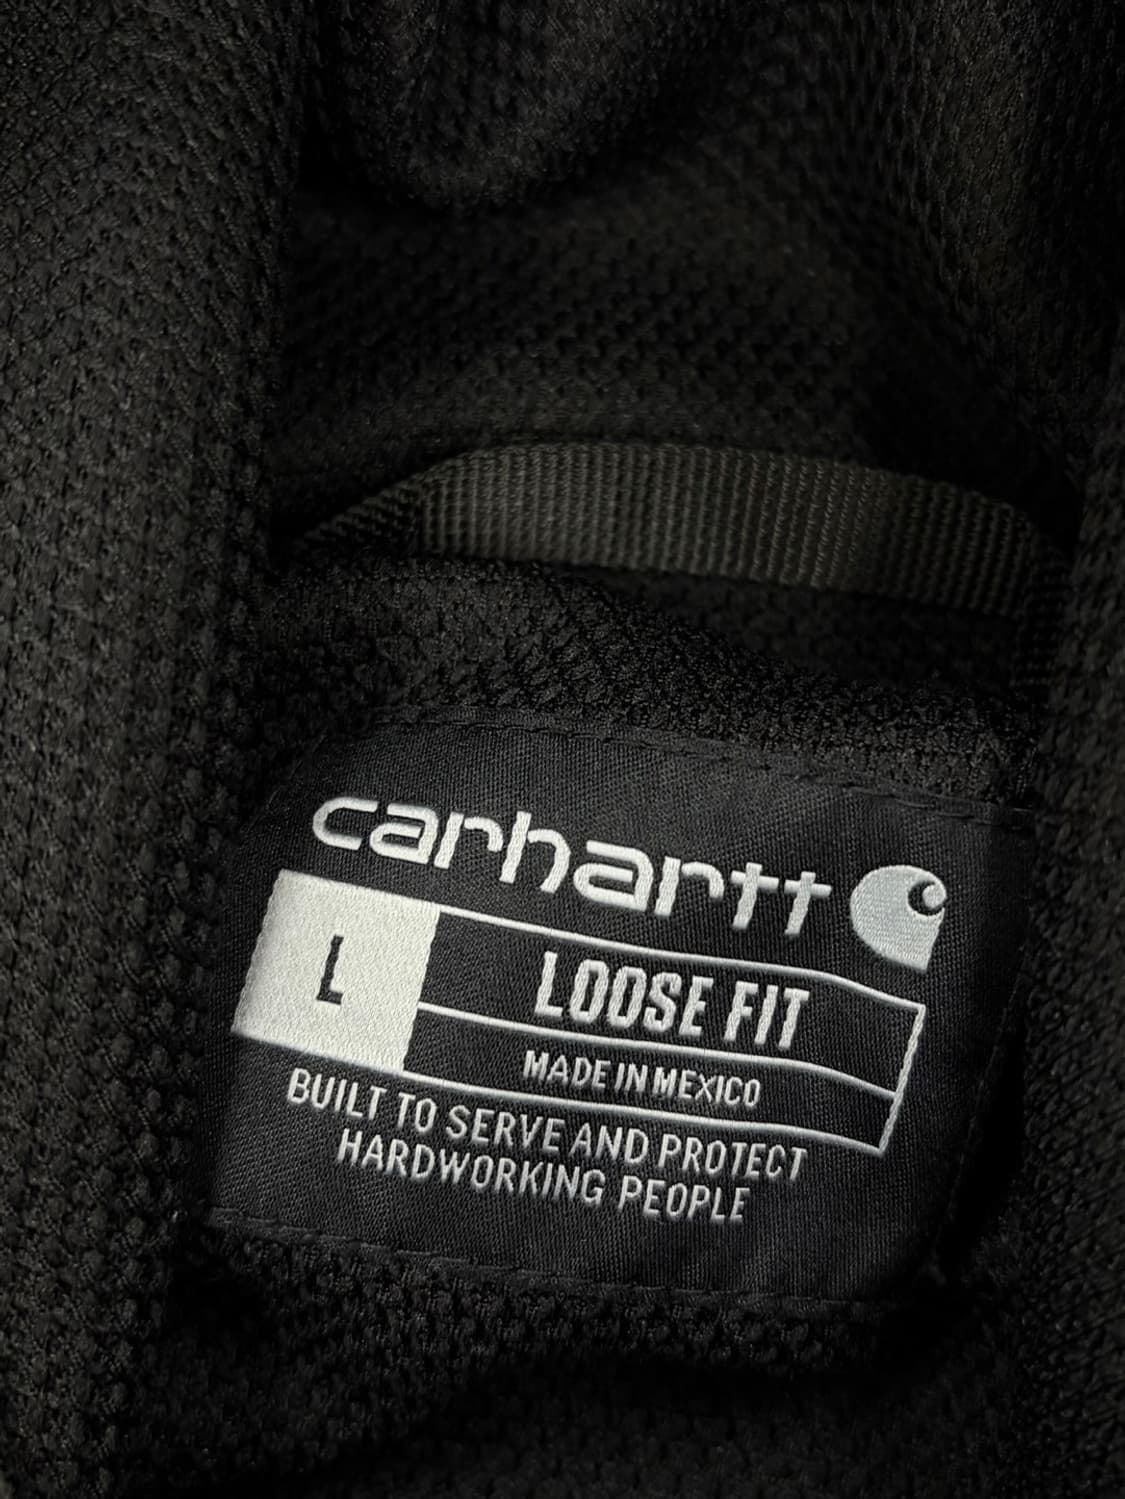 carhartt
L
LOOSE FIT
MADE IN MEXICO
BUILT TO SERVE AND PROTECT
HARDWORKING PEOPLE